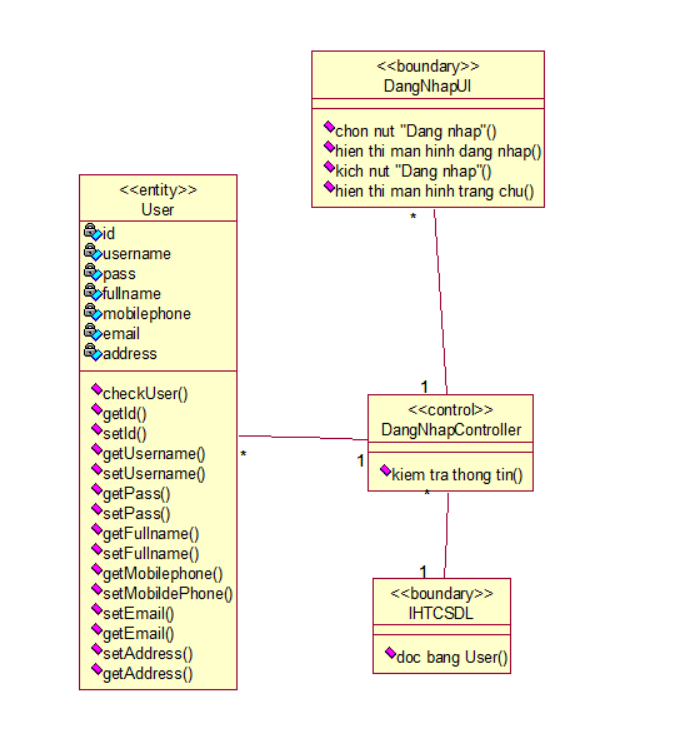 <<boundary>>
DangNhapUI
chon nut "Dang nhap"()
hien thi man hinh dang nhap()
kich nut "Dang nhap"()
hien thi man hinh trang chu()
*
1
<<entity>>
User
id
username
pass
fullname
mobilephone
email
address
checkUser()
getId()
setId()
getUsername()
setUsername()
getPass()
setPass()
getFullname()
setFullname()
getMobilephone()
setMobildePhone()
setEmail()
getEmail()
setAddress()
getAddress()
*
1
<<control>>
DangNhapController
kiem tra thong tin()
*
1
<<boundary>>
IHTCSDL
doc bang User()